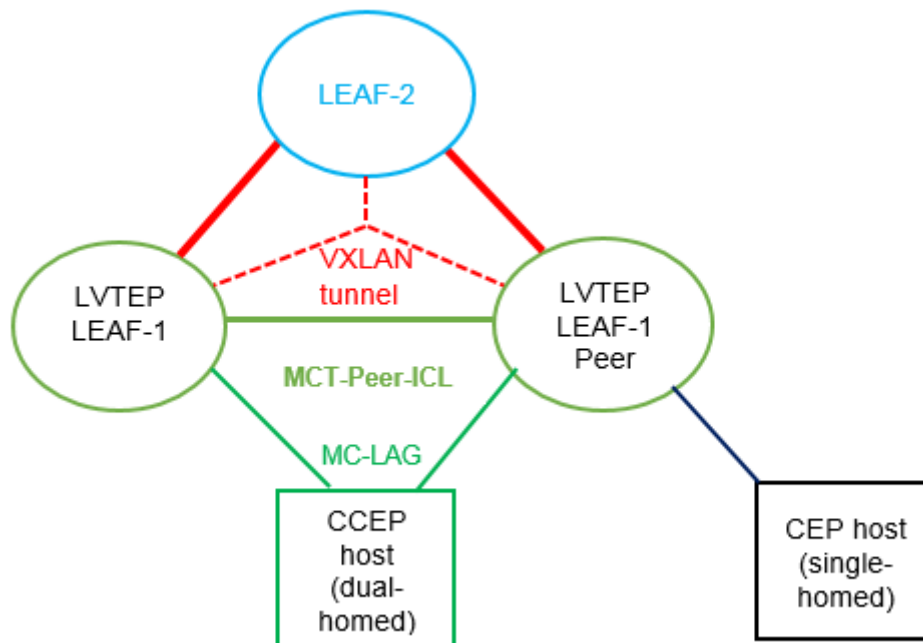 LEAF-2
VXLAN
tunnel
LVTEP
LEAF-1
LVTEP
LEAF-1
Peer
MCT-Peer-ICL
MC-LAG
CCEP
host
(dual-
homed)
CEP host
(single-
homed)